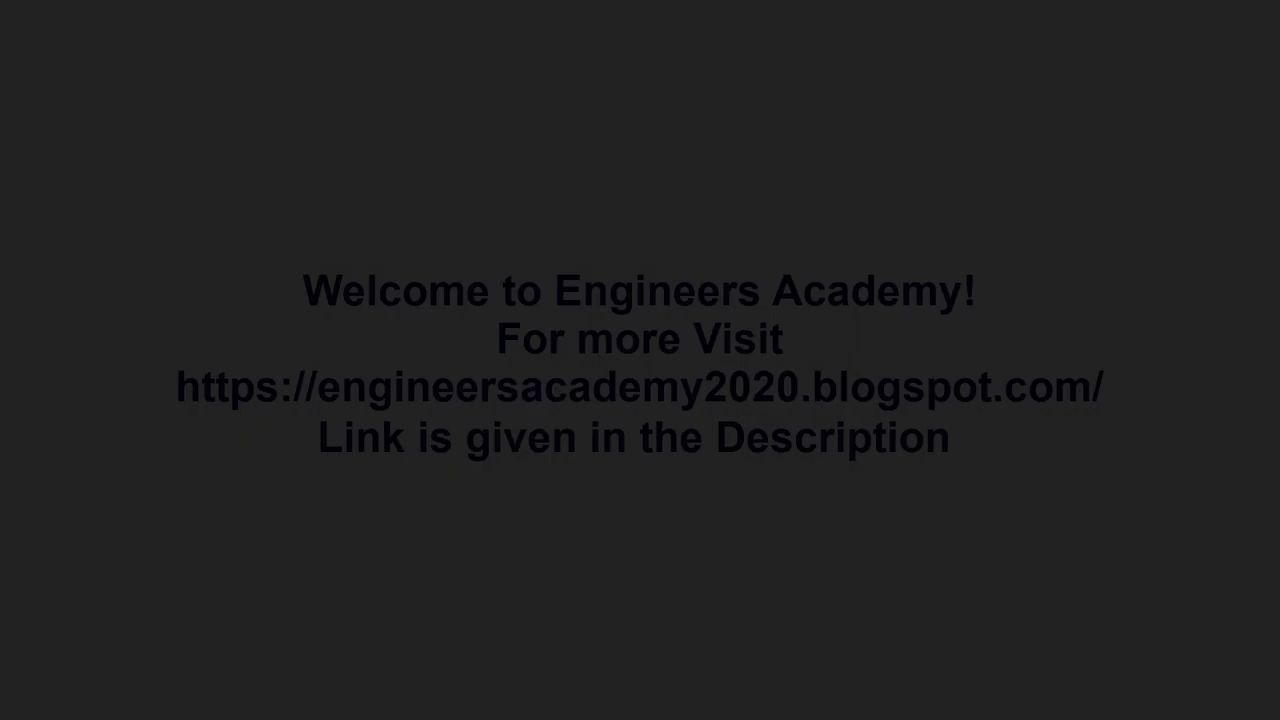 Welcome to Engineers Academy!
For more Visit
https://engineersacademy2020.blogspot.com/
Link is given in the Description